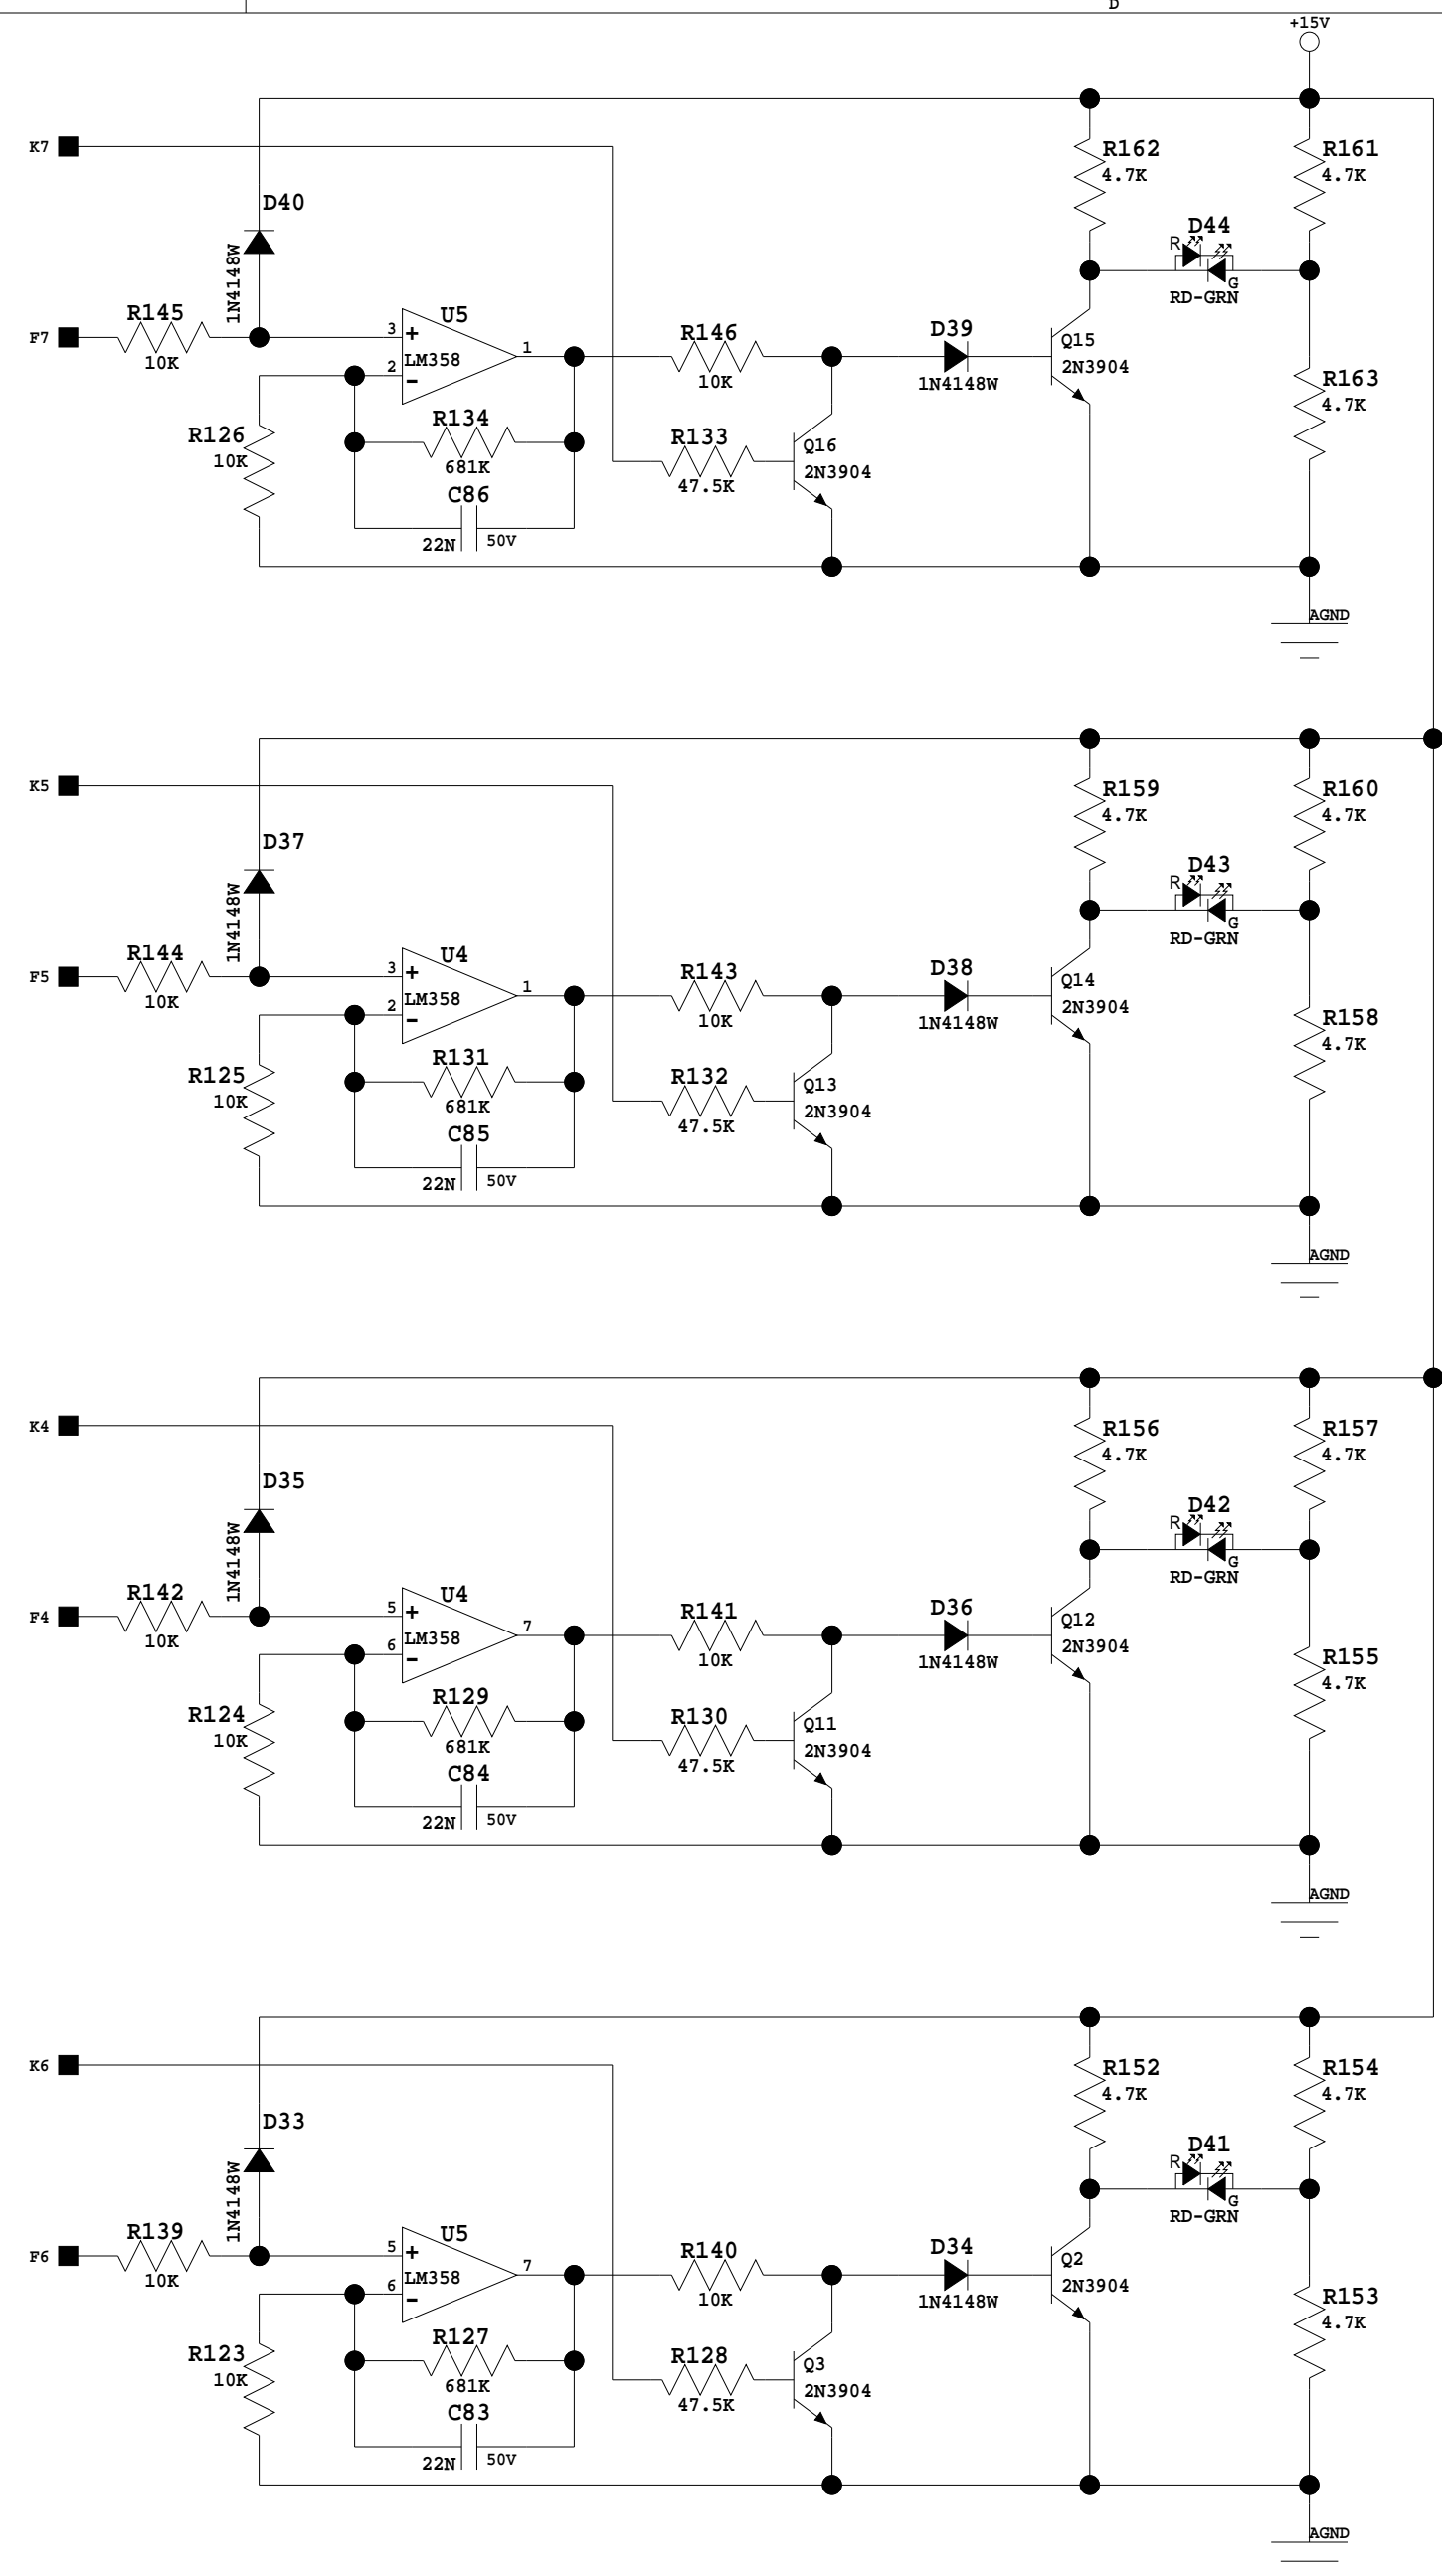 D
+15V
K7
R162
4.7K
R161
4.7K
D40
1N4148W
D44
R
G
RD-GRN
F7
R145
10K
3
+
2
-
U5
LM358
1
R146
10K
D39
1N4148W
Q15
2N3904
R163
4.7K
R126
10K
R134
681K
C86
22N
50V
R133
47.5K
Q16
2N3904
AGND
K5
R159
4.7K
R160
4.7K
D37
1N4148W
D43
R
G
RD-GRN
F5
R144
10K
3
+
2
-
U4
LM358
1
R143
10K
D38
1N4148W
Q14
2N3904
R158
4.7K
R125
10K
R131
681K
C85
22N
50V
R132
47.5K
Q13
2N3904
AGND
K4
R156
4.7K
R157
4.7K
D35
1N4148W
D42
R
G
RD-GRN
F4
R142
10K
5
+
6
-
U4
LM358
7
R141
10K
D36
1N4148W
Q12
2N3904
R155
4.7K
R124
10K
R129
681K
C84
22N
50V
R130
47.5K
Q11
2N3904
AGND
K6
R152
4.7K
R154
4.7K
D33
1N4148W
D41
R
G
RD-GRN
F6
R139
10K
5
+
6
-
U5
LM358
7
R140
10K
D34
1N4148W
Q2
2N3904
R153
4.7K
R123
10K
R127
681K
C83
22N
50V
R128
47.5K
Q3
2N3904
AGND